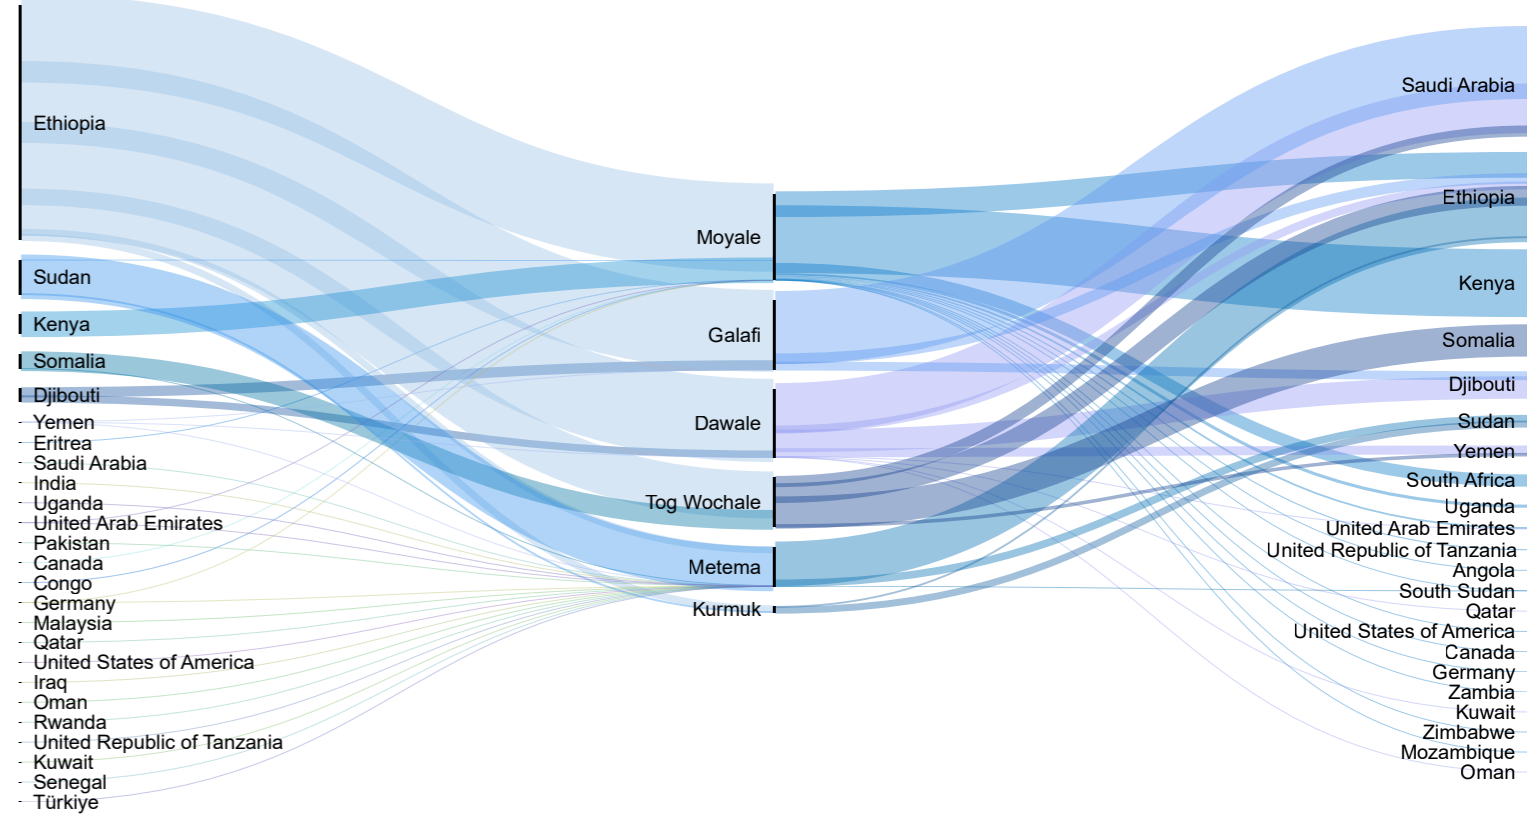 Ethiopia
Sudan
Kenya
Somalia
Djibouti
Yemen
Eritrea
Saudi Arabia
India
Uganda
United Arab Emirates
Pakistan
Canada
Congo
Germany
Malaysia
Qatar
United States of America
Iraq
Oman
Rwanda
United Republic of Tanzania
Kuwait
Senegal
Türkiye
Moyale
Galafi
Dawale
Tog Wochale
Metema
Kurmuk
Saudi Arabia
Ethiopia
Kenya
Somalia
Djibouti
Sudan
Yemen
South Africa
Uganda
United Arab Emirates
United Republic of Tanzania
Angola
South Sudan
Qatar
United States of America
Canada
Germany
Zambia
Kuwait
Zimbabwe
Mozambique
Oman